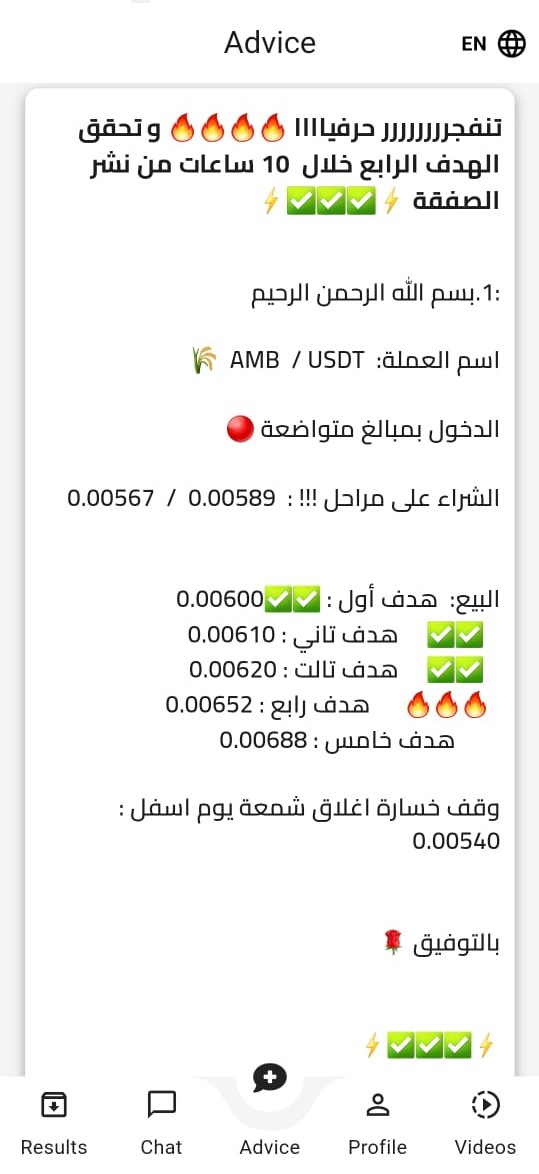 Advice
EN
تنفجرررررررر حرفياااا 🔥🔥🔥🔥 و تحقق
الهدف الرابع خلال 10 ساعات من نشر
الصفقة ⚡✅✅✅⚡
1.بسم الله الرحمن الرحيم:
اسم العملة: AMB / USDT 🌾
الدخول بمبالغ متواضعة 🔴
الشراء على مراحل !!! : 0.00589 / 0.00567
البيع: هدف أول : ✅✅0.00600
✅✅ هدف تاني : 0.00610
✅✅ هدف تالت : 0.00620
🔥🔥🔥 هدف رابع : 0.00652
هدف خامس : 0.00688
وقف خسارة اغلاق شمعة يوم اسفل :
0.00540
بالتوفيق 🌹
⚡✅✅✅⚡
Results
Chat
Advice
Profile
Videos